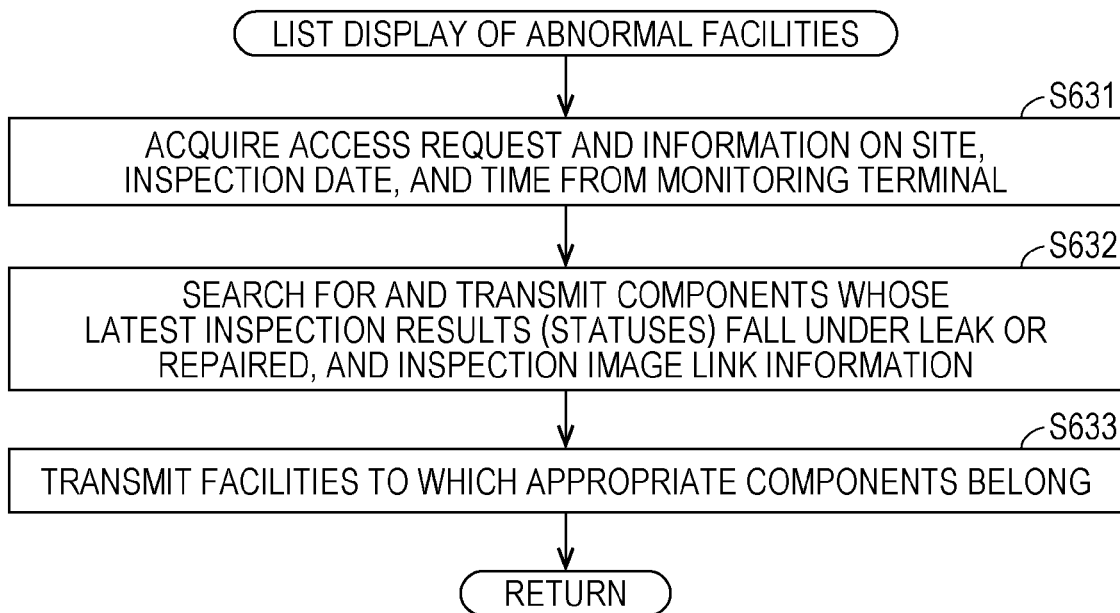 LIST DISPLAY OF ABNORMAL FACILITIES
S631
ACQUIRE ACCESS REQUEST AND INFORMATION ON SITE,
INSPECTION DATE, AND TIME FROM MONITORING TERMINAL
S632
SEARCH FOR AND TRANSMIT COMPONENTS WHOSE
LATEST INSPECTION RESULTS (STATUSES) FALL UNDER LEAK OR
REPAIRED, AND INSPECTION IMAGE LINK INFORMATION
S633
TRANSMIT FACILITIES TO WHICH APPROPRIATE COMPONENTS BELONG
RETURN